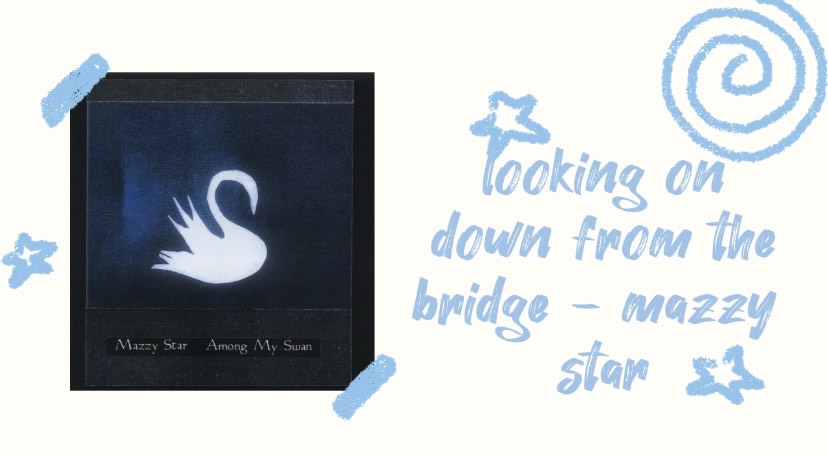 Mazzy Star Among My Swan
looking on
down from the
bridge - mazzy
star